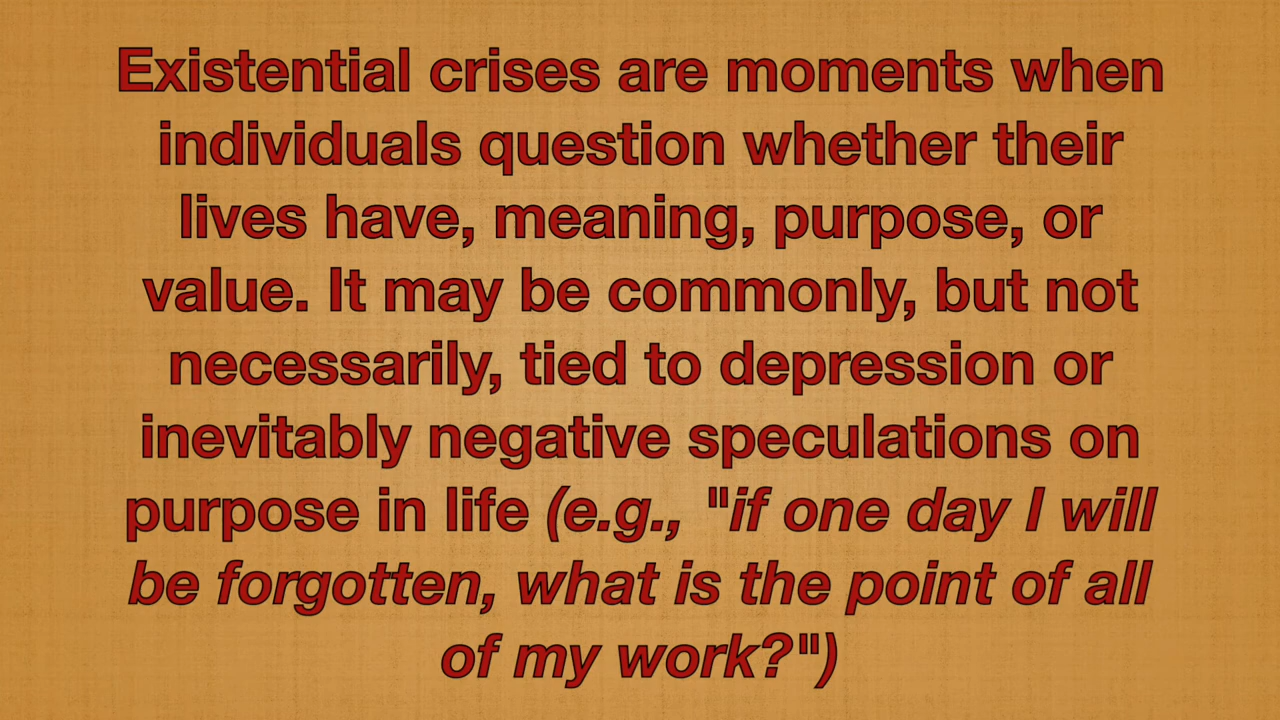 Existential crises are moments when
individuals question whether their
lives have, meaning, purpose, or
value. It may be commonly, but not
necessarily, tied to depression or
inevitably negative speculations on
purpose in life (e.g., "if one day I will
be forgotten, what is the point of all
of my work?")